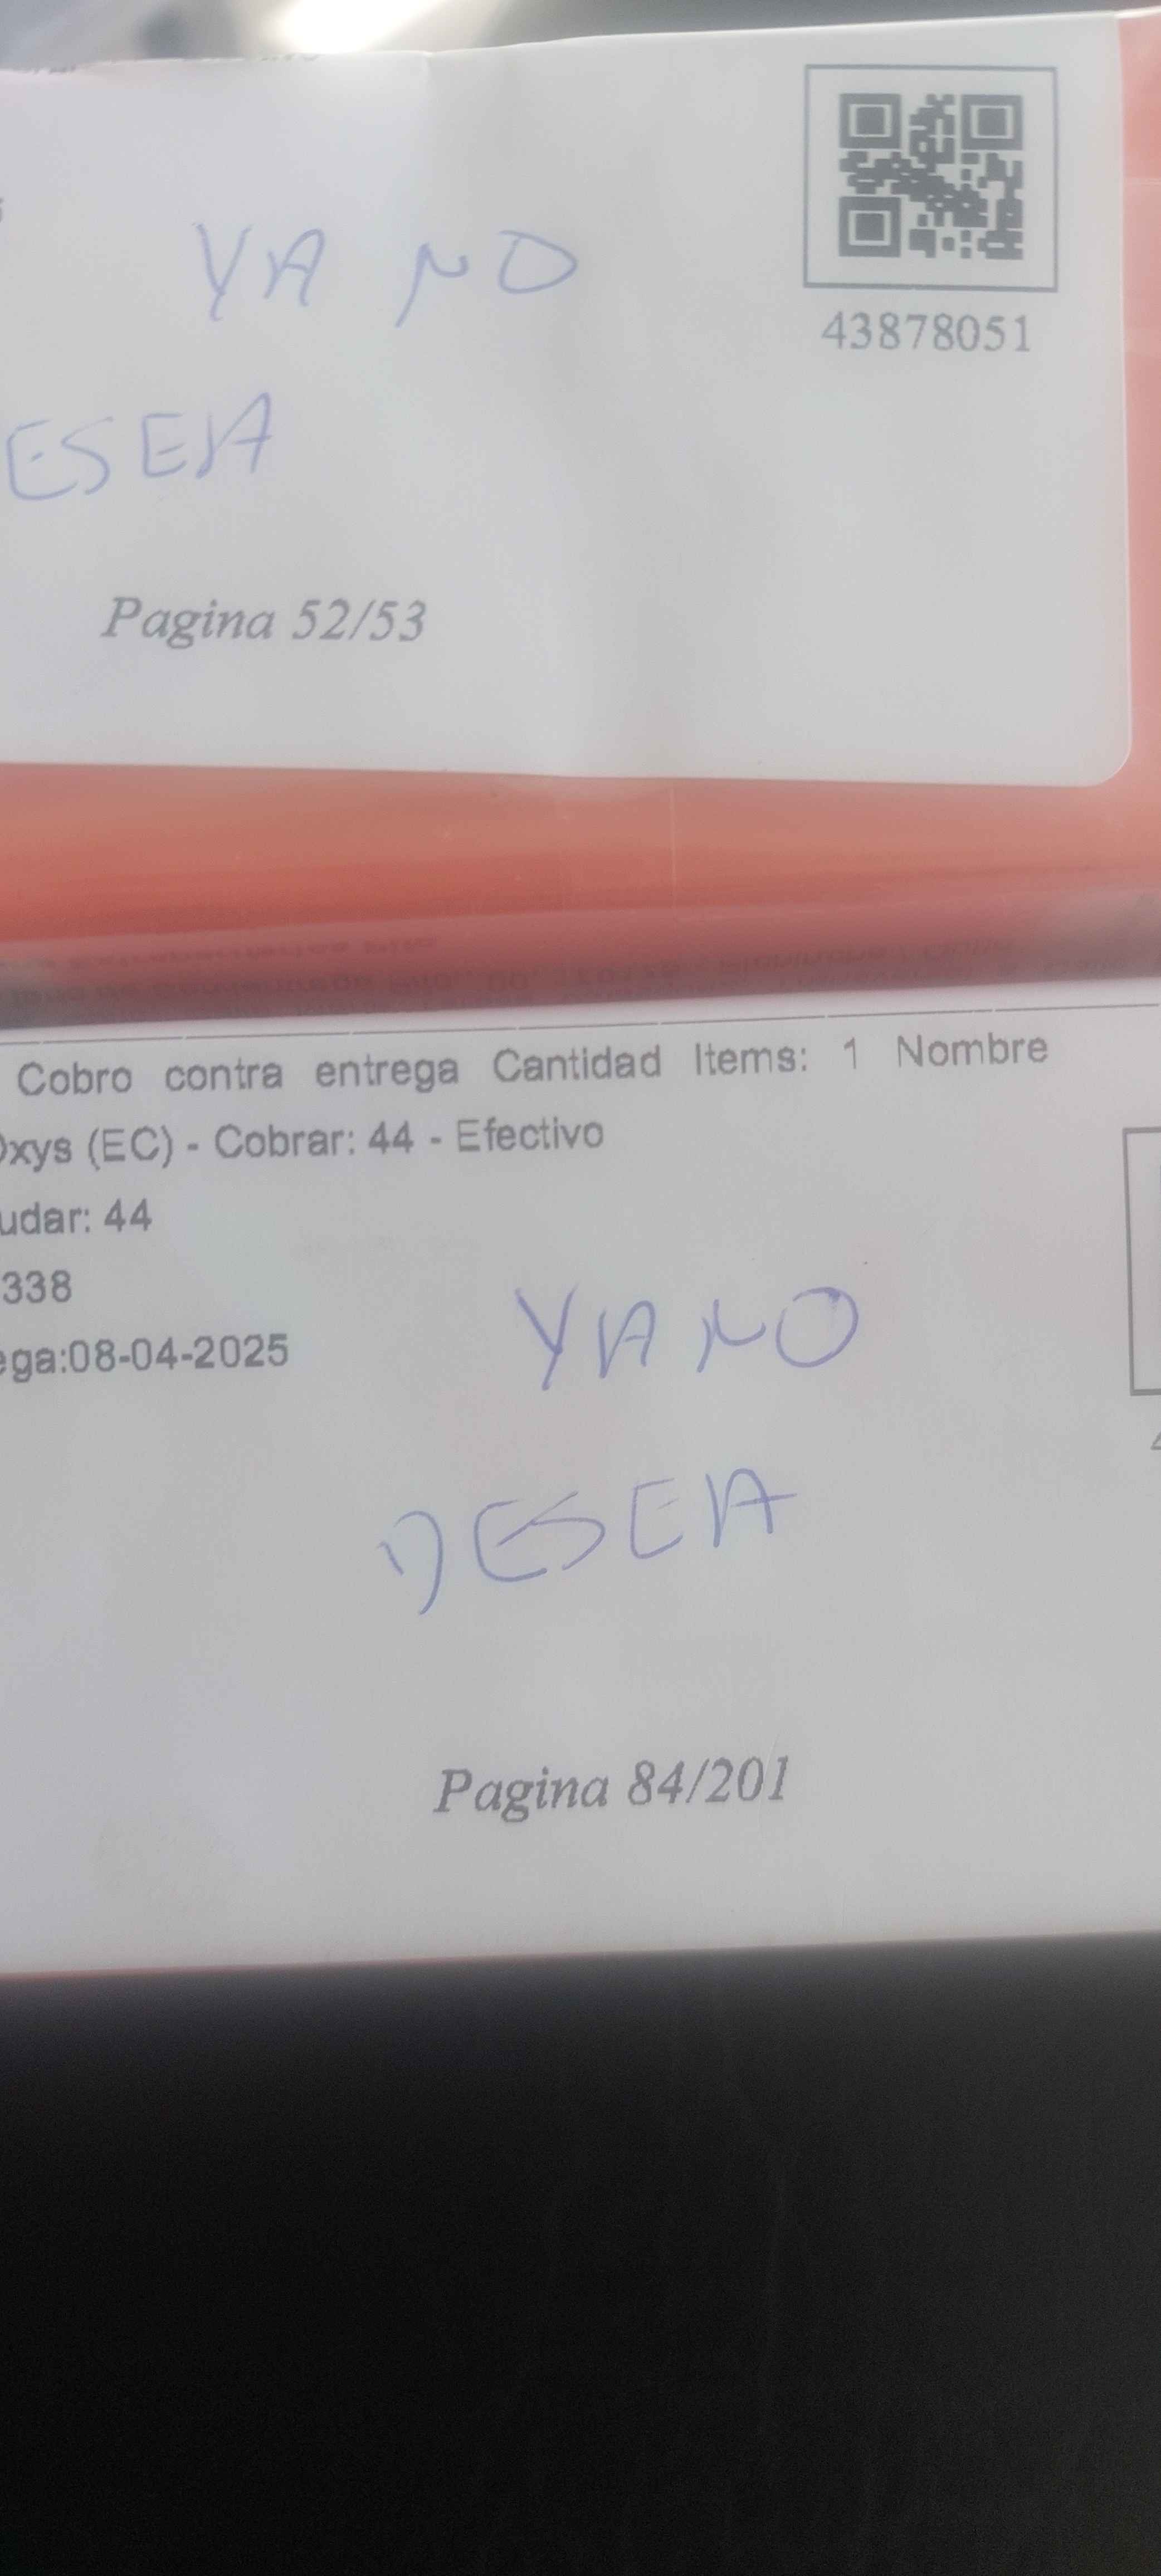 YA NO
43878051
ESEA
Pagina 52/53
Cobro contra entrega Cantidad Items: 1 Nombre
Oxys (EC) - Cobrar: 44 - Efectivo
udar: 44
338
ega:08-04-2025
YA NO
DESEA
Pagina 84/201